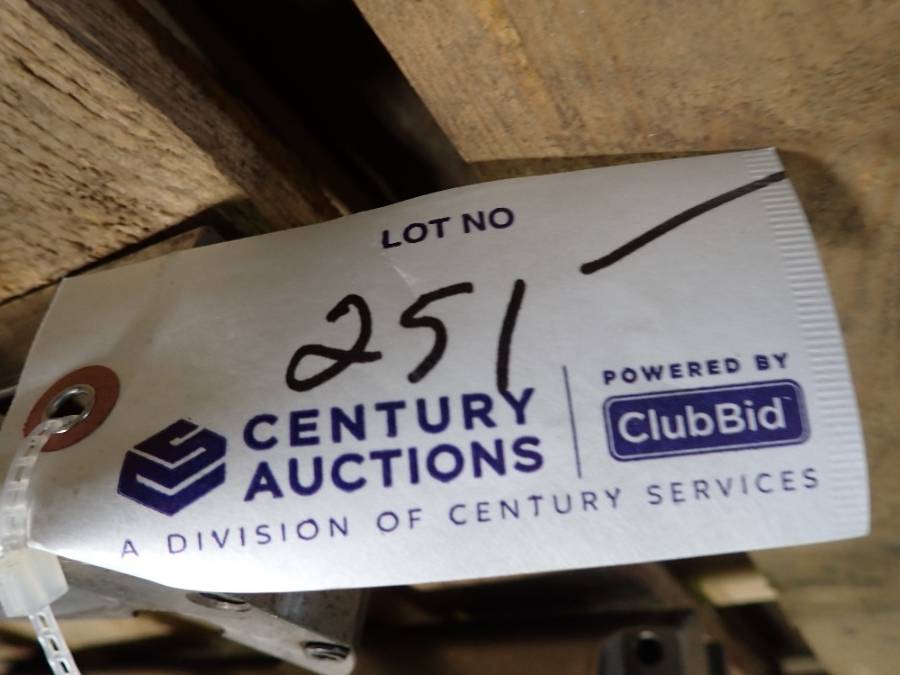 LOT NO
251
CENTURY
AUCTIONS
POWERED BY
ClubBid
A DIVISION OF CENTURY SERVICES